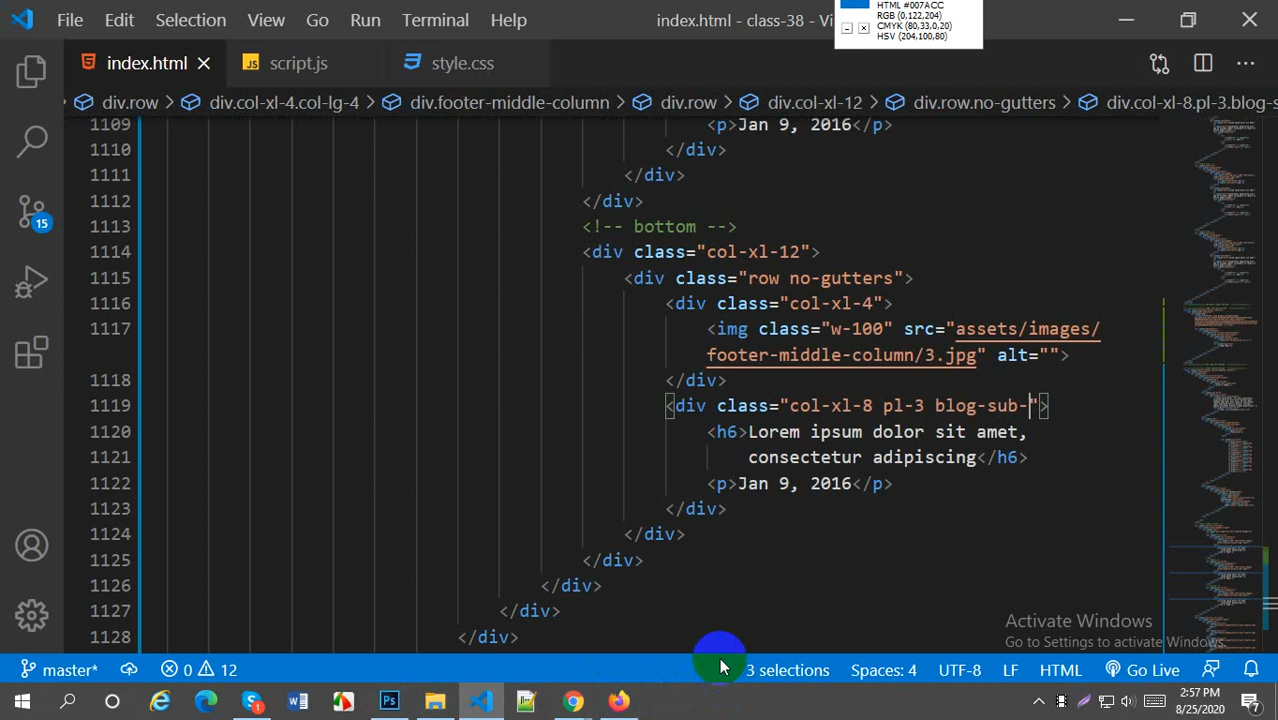 File Edit Selection View Go Run Terminal Help index.html - class-38 - Vi
HTML #007ACC
RGB (0,122,204)
CMYK (80,33,0,20)
HSV (204,100,80)
index.html script.js style.css
div.row div.col-xl-4.col-lg-4 div.footer-middle-column div.row div.col-xl-12 div.row.no-gutters div.col-xl-8.pl-3.blog-s
1109 <p>Jan 9, 2016</p>
1110 </div>
1111 </div>
1112 </div>
1113 <!-- bottom -->
1114 <div class="col-xl-12">
1115 <div class="row no-gutters">
1116 <div class="col-xl-4">
1117 <img class="w-100" src="assets/images/
footer-middle-column/3.jpg" alt="">
1118 </div>
1119 <div class="col-xl-8 pl-3 blog-sub-">
1120 <h6>Lorem ipsum dolor sit amet,
1121 consectetur adipiscing</h6>
1122 <p>Jan 9, 2016</p>
1123 </div>
1124 </div>
1125 </div>
1126 </div>
1127 </div>
1128 </div>
Activate Windows
Go to Settings to activate Windows.
15
master* 0 12 3 selections Spaces: 4 UTF-8 LF HTML Go Live
2:57 PM
8/25/2020
7